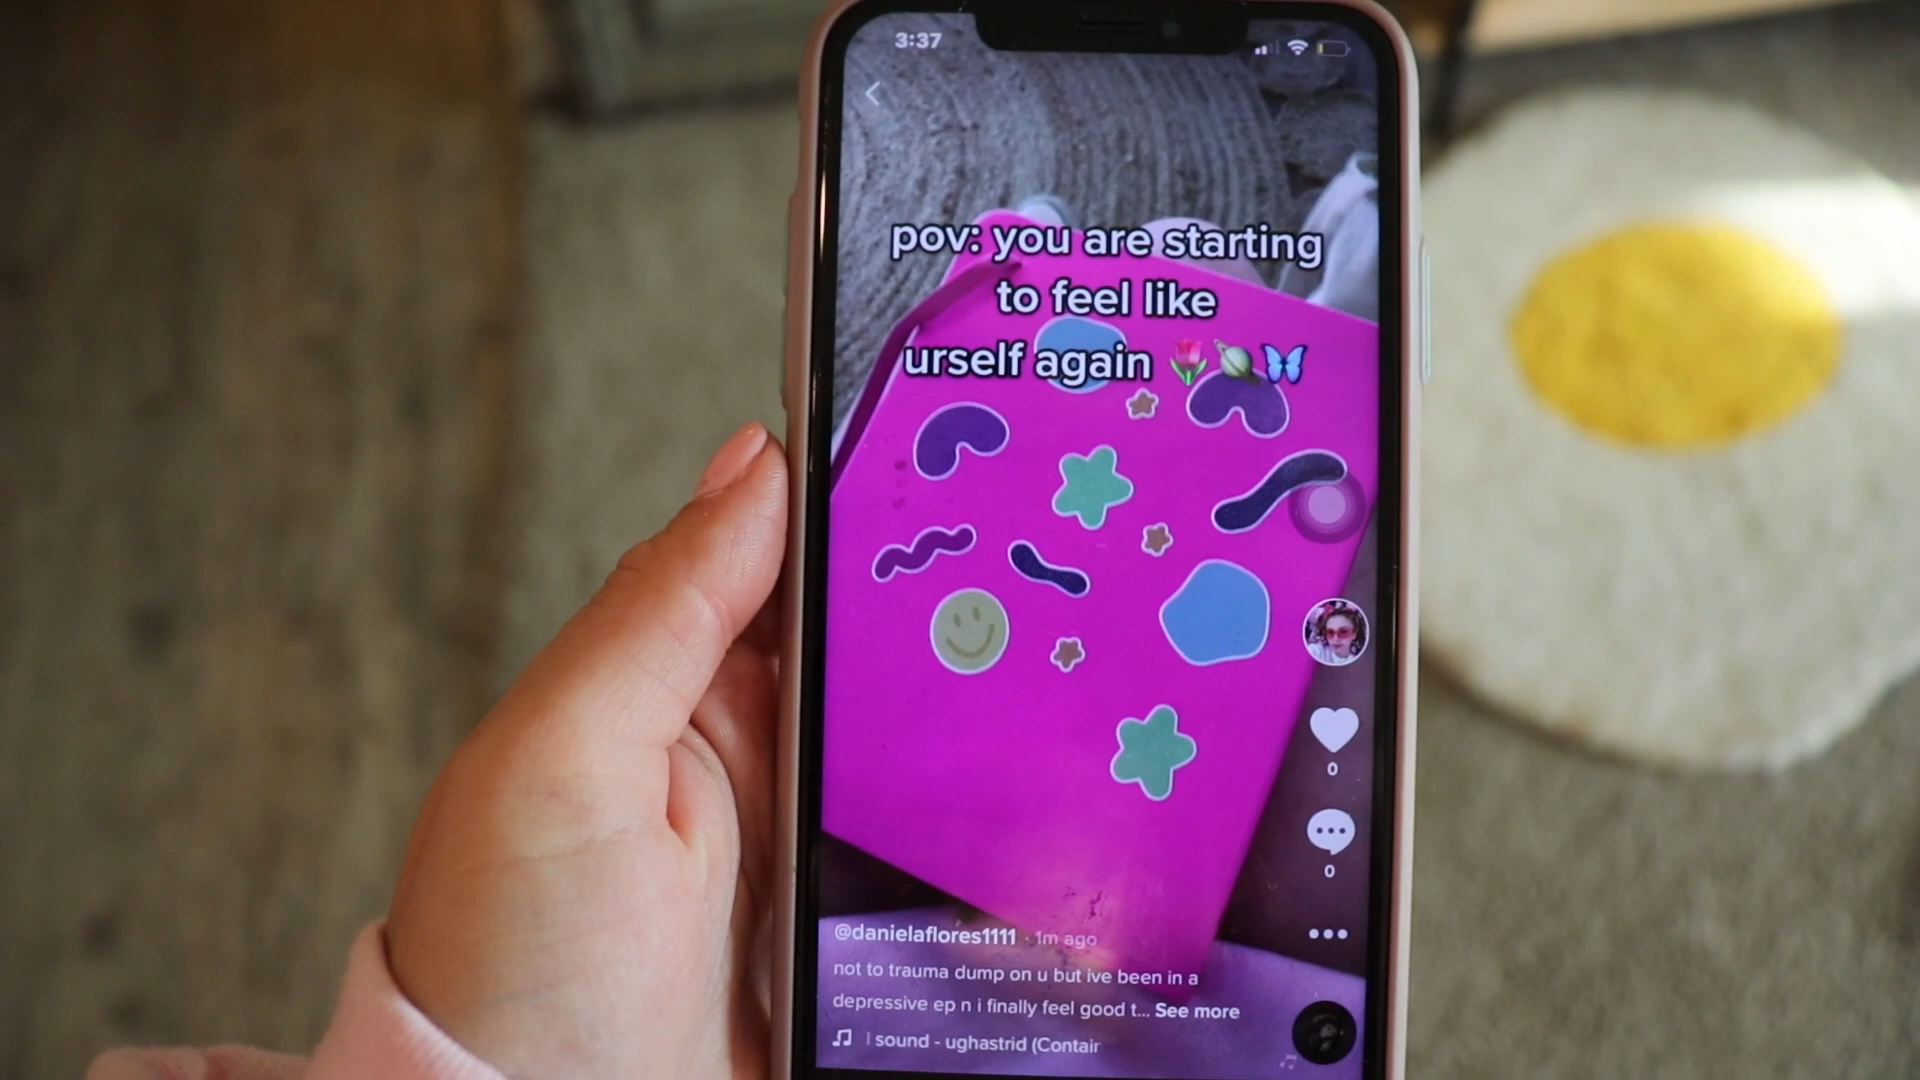 3:37
pov: you are starting
to feel like
urself again 🌷🪐🦋
0
0
@danielaflores1111 · 1m ago
not to trauma dump on u but ive been in a
depressive ep n i finally feel good t... See more
sound - ughastrid (Contain